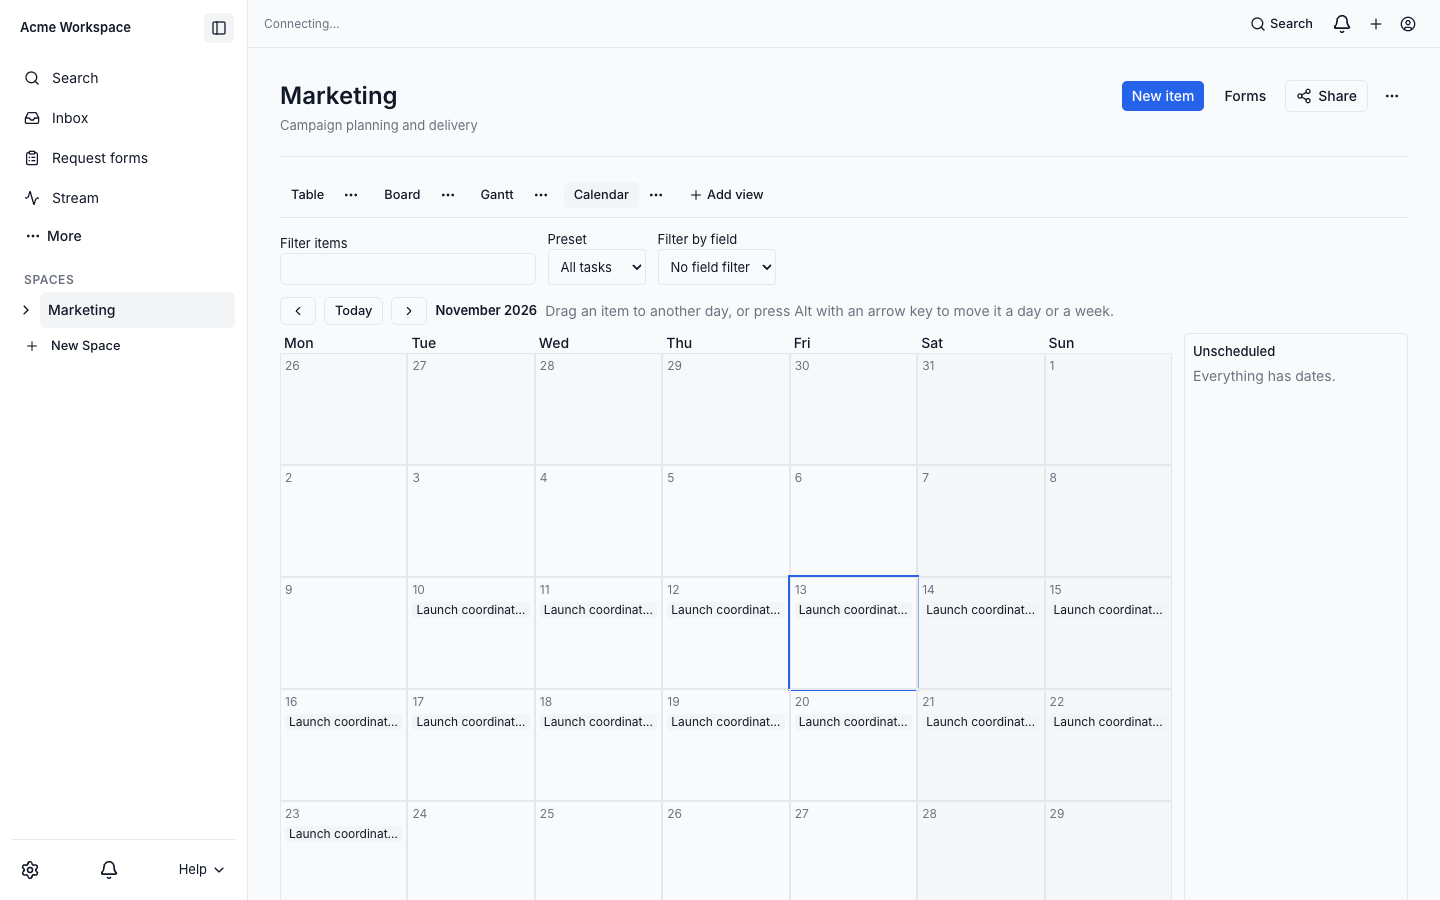 Acme Workspace
Search
Inbox
Request forms
Stream
More
SPACES
Marketing
New Space
Help
Connecting...
Search
Marketing
Campaign planning and delivery
New item
Forms
Share
Table
Board
Gantt
Calendar
Add view
Filter items
Preset
All tasks
Filter by field
No field filter
Today
November 2026
Drag an item to another day, or press Alt with an arrow key to move it a day or a week.
Mon Tue Wed Thu Fri Sat Sun
26 27 28 29 30 31 1
2 3 4 5 6 7 8
9 10 11 12 13 14 15
Launch coordinat... Launch coordinat... Launch coordinat... Launch coordinat... Launch coordinat... Launch coordinat...
16 17 18 19 20 21 22
Launch coordinat... Launch coordinat... Launch coordinat... Launch coordinat... Launch coordinat... Launch coordinat... Launch coordinat...
23 24 25 26 27 28 29
Launch coordinat...
Unscheduled
Everything has dates.